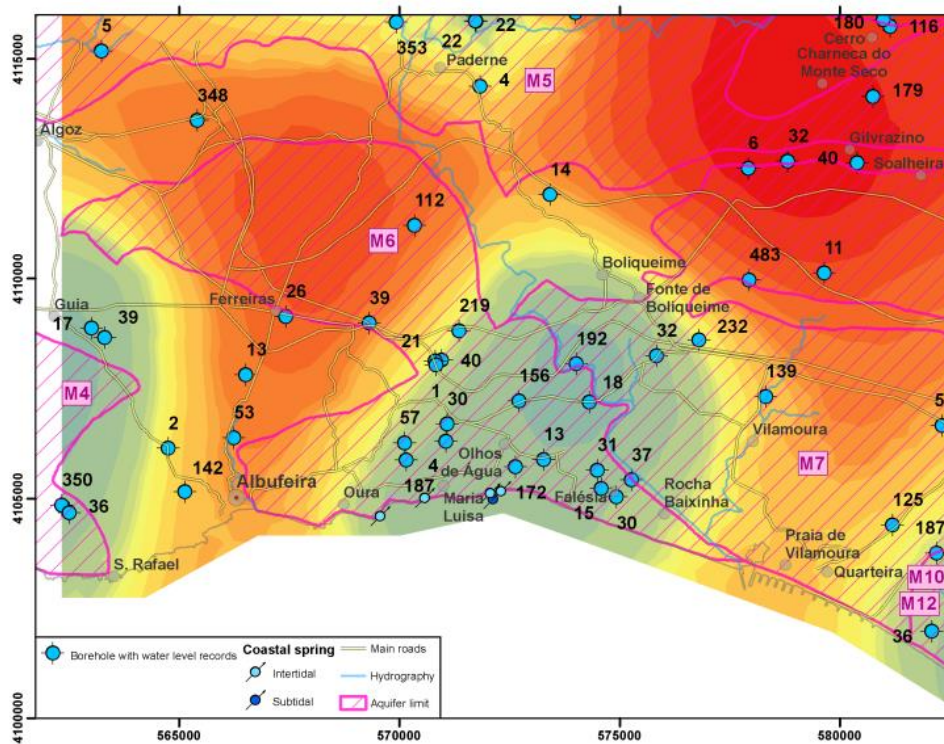 5
180
116
353
22
22
Cerro
Charneca do
Monte Seco
4115000
Paderne
4
M5
179
348
Algoz
6
32
40
Gilvrazino
Soalheira
14
112
M6
4110000
Boliqueime
483
11
Guia
Ferreiras
26
39
219
Fonte de
Boliqueime
17
39
21
40
192
32
232
13
1
156
18
139
M4
30
5
53
57
13
Vilamoura
2
4
Olhos
de Água
31
37
M7
350
142
Albufeira
Oura
187
Maria
Luisa
172
Falésia
Rocha
Baixinha
125
36
15
30
187
4105000
S. Rafael
Praia de
Vilamoura
Quarteira
M10
M12
36
Borehole with water level records
Coastal spring
Intertidal
Subtidal
Main roads
Hydrography
Aquifer limit
4100000
565000
570000
575000
580000